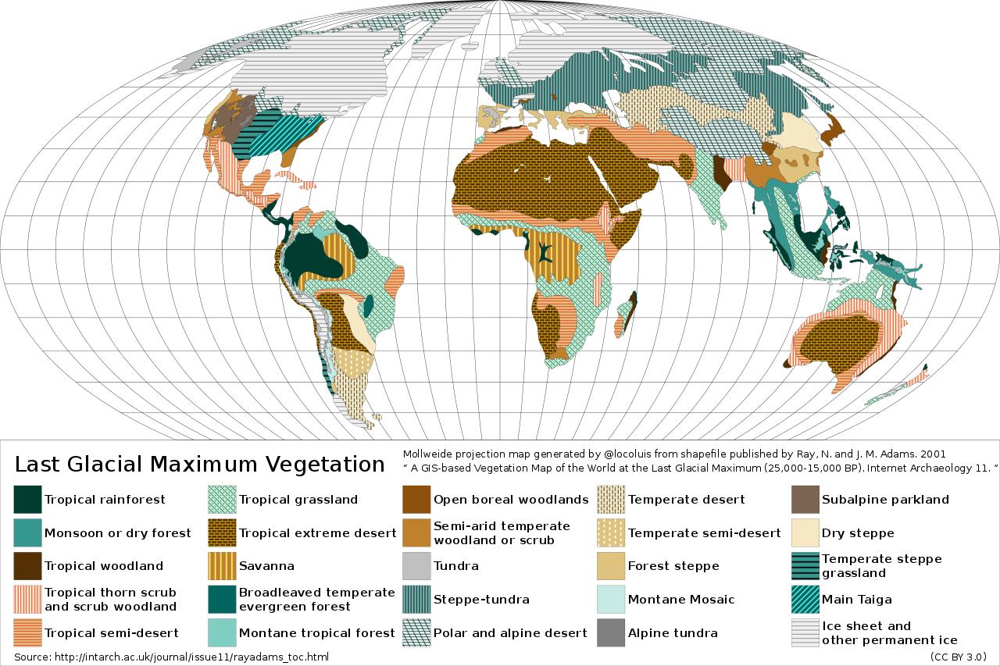 Last Glacial Maximum Vegetation
Mollweide projection map generated by @locoluis from shapefile published by Ray, N. and J. M. Adams. 2001
“ A GIS-based Vegetation Map of the World at the Last Glacial Maximum (25,000-15,000 BP). Internet Archaeology 11. ”
Tropical rainforest
Monsoon or dry forest
Tropical woodland
Tropical thorn scrub
and scrub woodland
Tropical semi-desert
Tropical grassland
Tropical extreme desert
Savanna
Broadleaved temperate
evergreen forest
Montane tropical forest
Open boreal woodlands
Semi-arid temperate
woodland or scrub
Tundra
Steppe-tundra
Polar and alpine desert
Temperate desert
Temperate semi-desert
Forest steppe
Montane Mosaic
Alpine tundra
Subalpine parkland
Dry steppe
Temperate steppe
grassland
Main Taiga
Ice sheet and
other permanent ice
Source: http://intarch.ac.uk/journal/issue11/rayadams_toc.html
(CC BY 3.0)